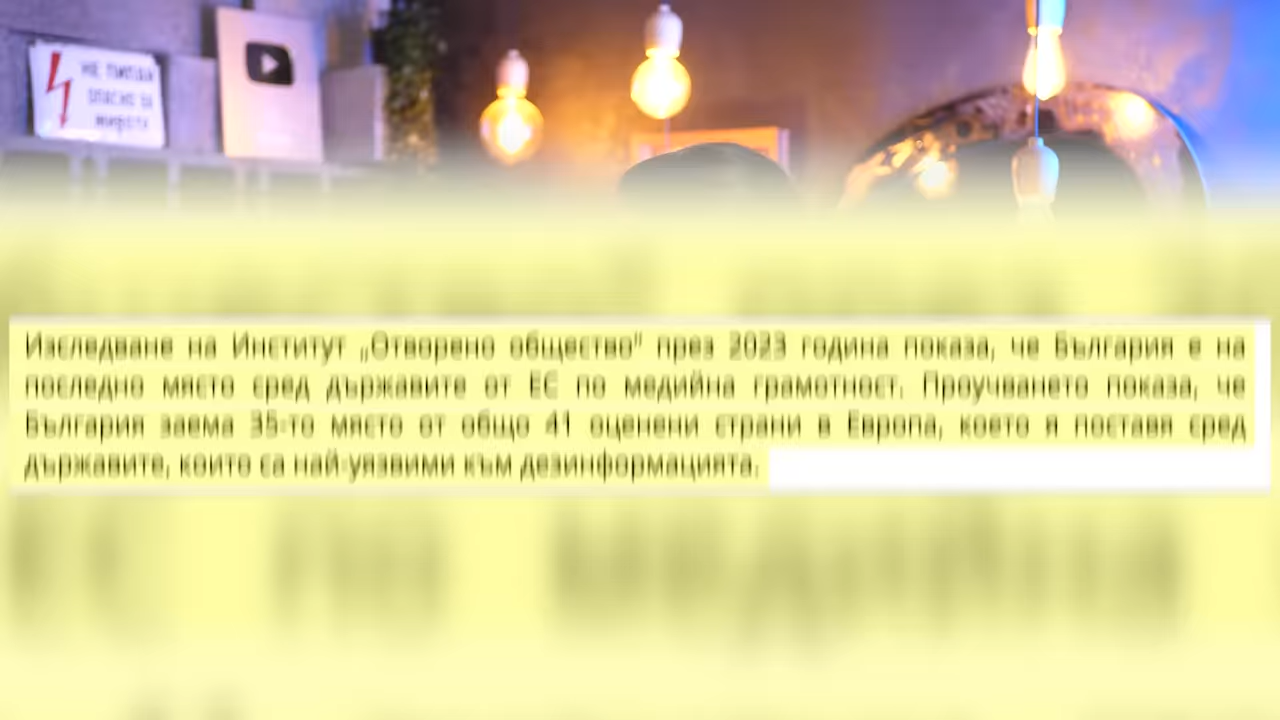 НЕ ПИПАЙ
ОПАСНО ЗА
ЖИВОТА
Изследване на Институт „Отворено общество" през 2023 година показа, че България е на
последно място сред държавите от ЕС по медийна грамотност. Проучването показа, че
България заема 35-то място от общо 41 оценени страни в Европа, което я поставя сред
държавите, които са най-уязвими към дезинформацията.